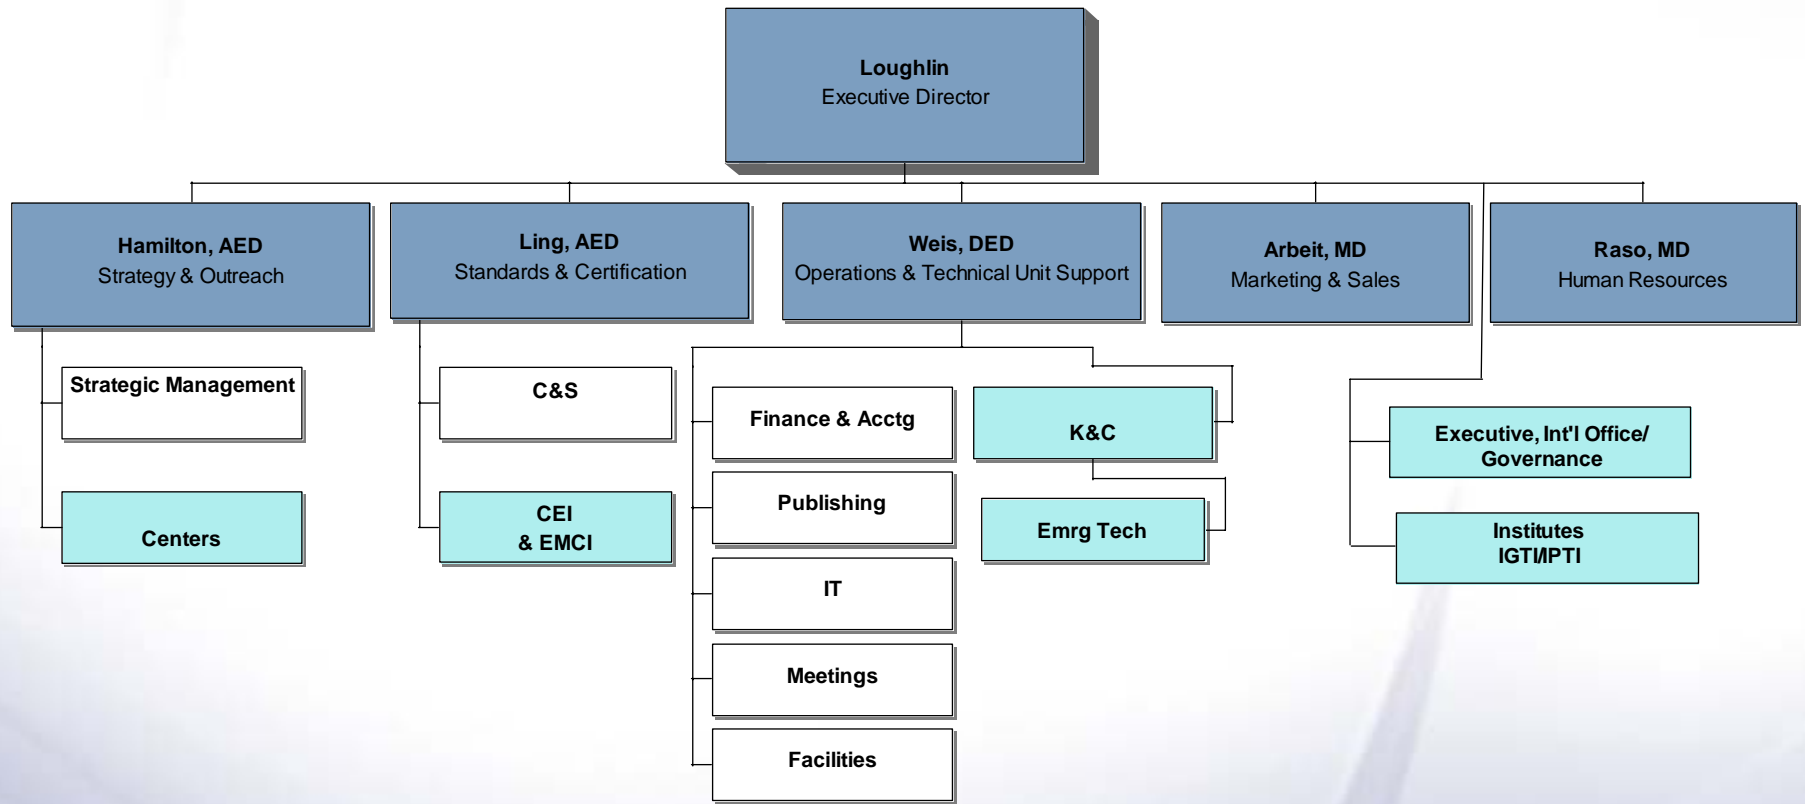 Loughlin
Executive Director
Hamilton, AED
Strategy & Outreach
Ling, AED
Standards & Certification
Weis, DED
Operations & Technical Unit Support
Arbeit, MD
Marketing & Sales
Raso, MD
Human Resources
Strategic Management
Centers
C&S
CEI
& EMCI
Finance & Acctg
Publishing
IT
Meetings
Facilities
K&C
Emrg Tech
Executive, Int'l Office/
Governance
Institutes
IGTI/IPTI